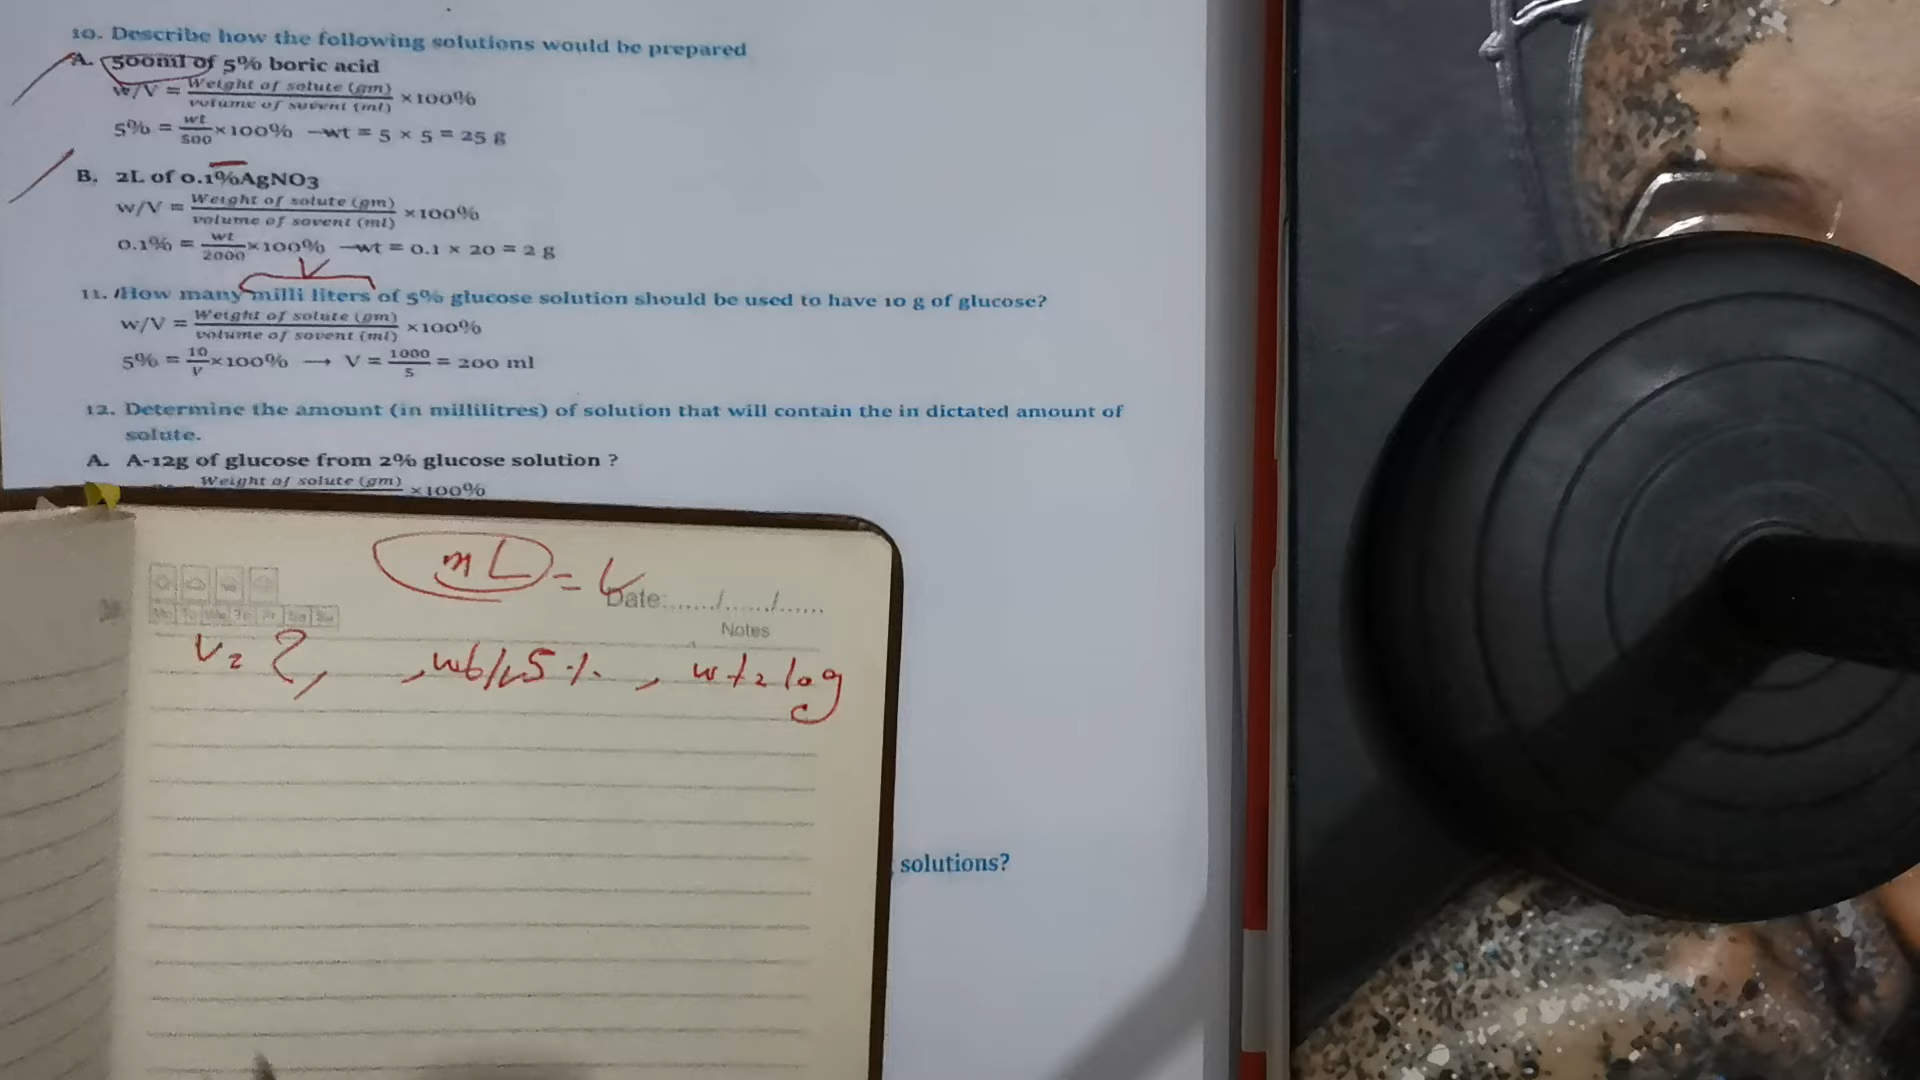 10. Describe how the following solutions would be prepared
A. 500ml of 5% boric acid
w/V = Weight of solute (gm) / volume of sovent (ml) ×100%
5% = wt / 500 ×100% →wt = 5 × 5 = 25 g
B. 2L of 0.1%AgNO3
w/V = Weight of solute (gm) / volume of sovent (ml) ×100%
0.1% = wt / 2000 ×100% →wt = 0.1 × 20 = 2 g
11. How many milli liters of 5% glucose solution should be used to have 10 g of glucose?
w/V = Weight of solute (gm) / volume of sovent (ml) ×100%
5% = 10 / V ×100% → V = 1000 / 5 = 200 ml
12. Determine the amount (in millilitres) of solution that will contain the in dictated amount of
solute.
A. A-12g of glucose from 2% glucose solution ?
Weight of solute (gm) ×100%
mL = V
Date:....../....../......
Notes
V = ?, , 5 %, wt = 10g
solutions?